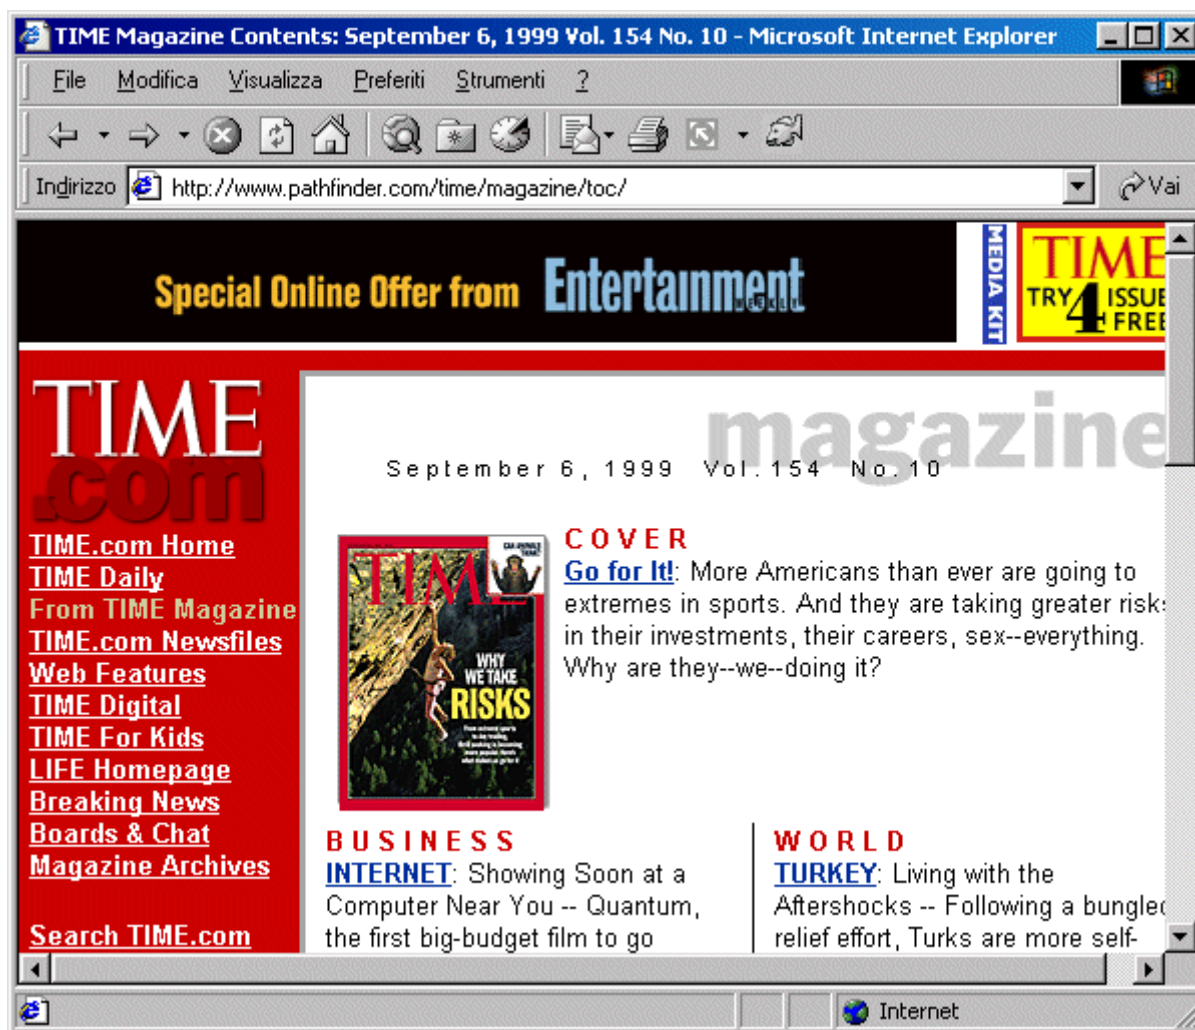 TIME Magazine Contents: September 6, 1999 Vol. 154 No. 10 - Microsoft Internet Explorer
File Modifica Visualizza Preferiti Strumenti ?
Indirizzo http://www.pathfinder.com/time/magazine/toc/ Vai
Special Online Offer from Entertainment WEEKLY
MEDIA KIT
TIME
TRY 4 ISSUE
FREE
TIME
.com
magazine
September 6, 1999 Vol. 154 No. 10
TIME.com Home
TIME Daily
From TIME Magazine
TIME.com Newsfiles
Web Features
TIME Digital
TIME For Kids
LIFE Homepage
Breaking News
Boards & Chat
Magazine Archives
Search TIME.com
TIME
CAN ANIMALS
THINK?
WHY
WE TAKE
RISKS
COVER
Go for It!: More Americans than ever are going to
extremes in sports. And they are taking greater risks
in their investments, their careers, sex--everything.
Why are they--we--doing it?
BUSINESS
INTERNET: Showing Soon at a
Computer Near You -- Quantum,
the first big-budget film to go
WORLD
TURKEY: Living with the
Aftershocks -- Following a bungled
relief effort, Turks are more self-
Internet